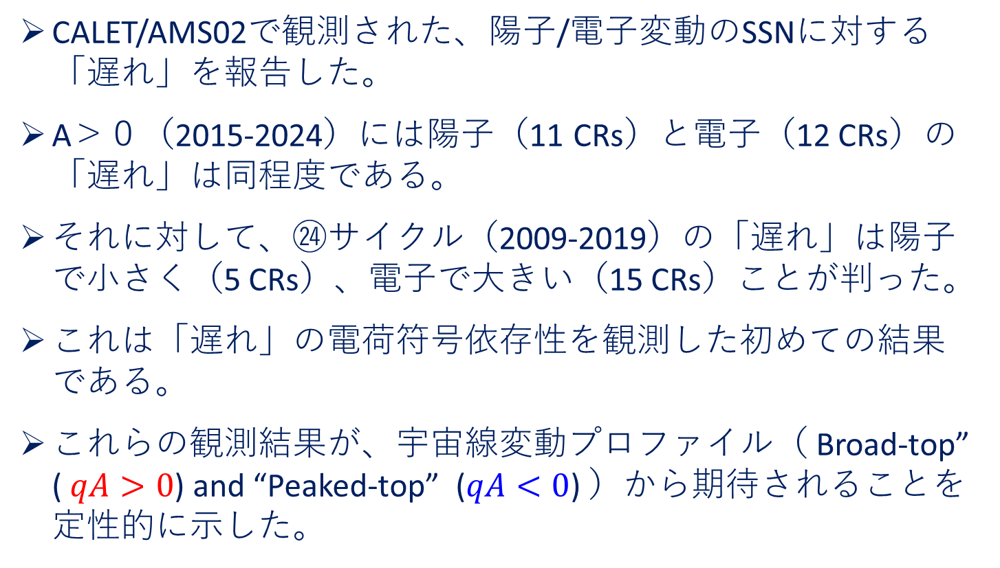 ➢ CALET/AMS02で観測された、陽子/電子変動のSSNに対する
「遅れ」を報告した。
➢ A＞０（2015-2024）には陽子（11 CRs）と電子（12 CRs）の
「遅れ」は同程度である。
➢ それに対して、㉔サイクル（2009-2019）の「遅れ」は陽子
で小さく（5 CRs）、電子で大きい（15 CRs）ことが判った。
➢ これは「遅れ」の電荷符号依存性を観測した初めての結果
である。
➢ これらの観測結果が、宇宙線変動プロファイル（ Broad-top”
( qA > 0) and “Peaked-top” (qA < 0) ）から期待されることを
定性的に示した。